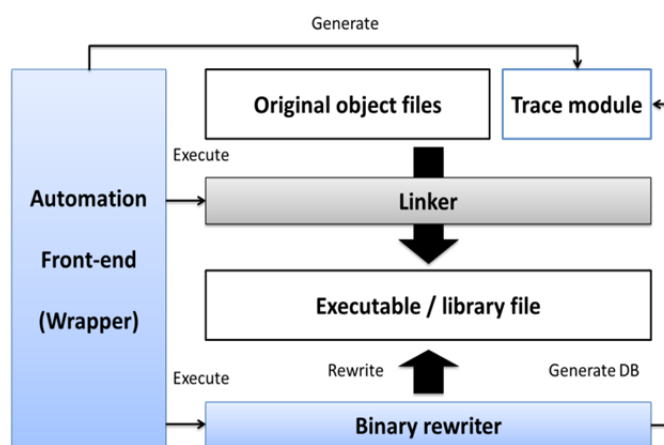 Generate
Original object files
Trace module
Execute
Automation
Front-end
(Wrapper)
Linker
Executable / library file
Execute
Rewrite
Generate DB
Binary rewriter